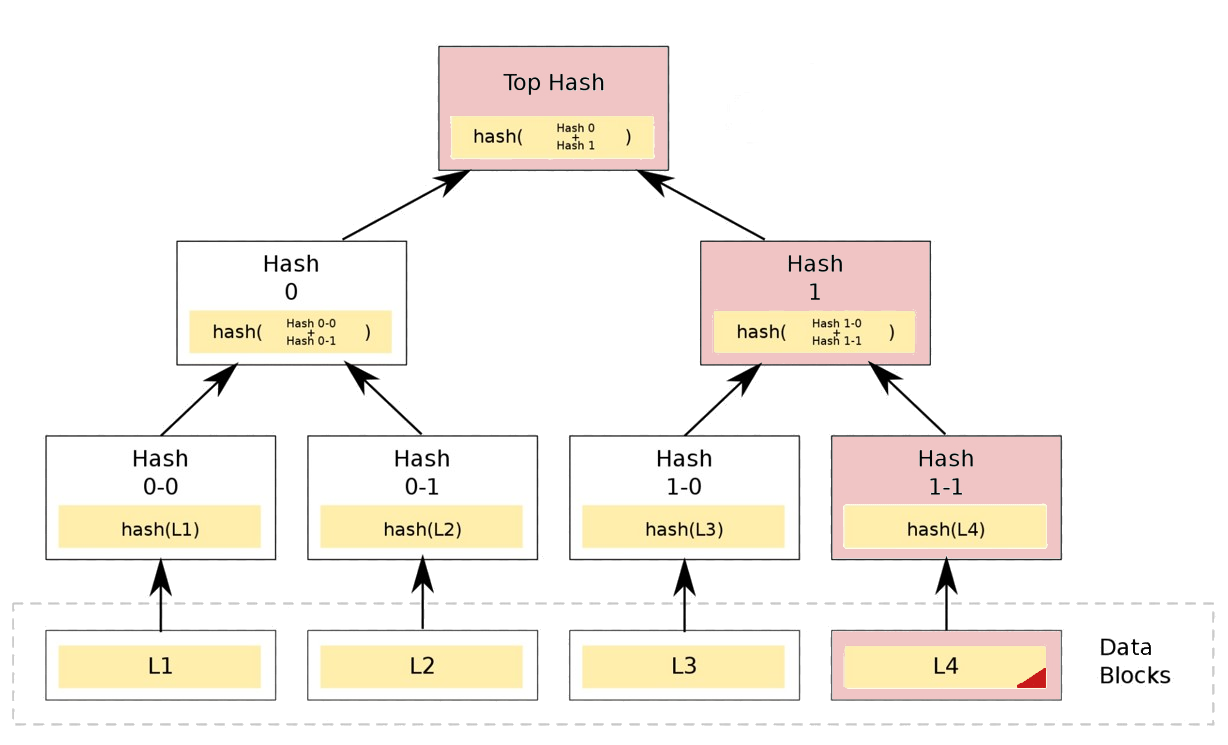 Top Hash
hash( Hash 0 + Hash 1 )
Hash
0
hash( Hash 0-0 + Hash 0-1 )
Hash
1
hash( Hash 1-0 + Hash 1-1 )
Hash
0-0
hash(L1)
Hash
0-1
hash(L2)
Hash
1-0
hash(L3)
Hash
1-1
hash(L4)
L1
L2
L3
L4
Data
Blocks